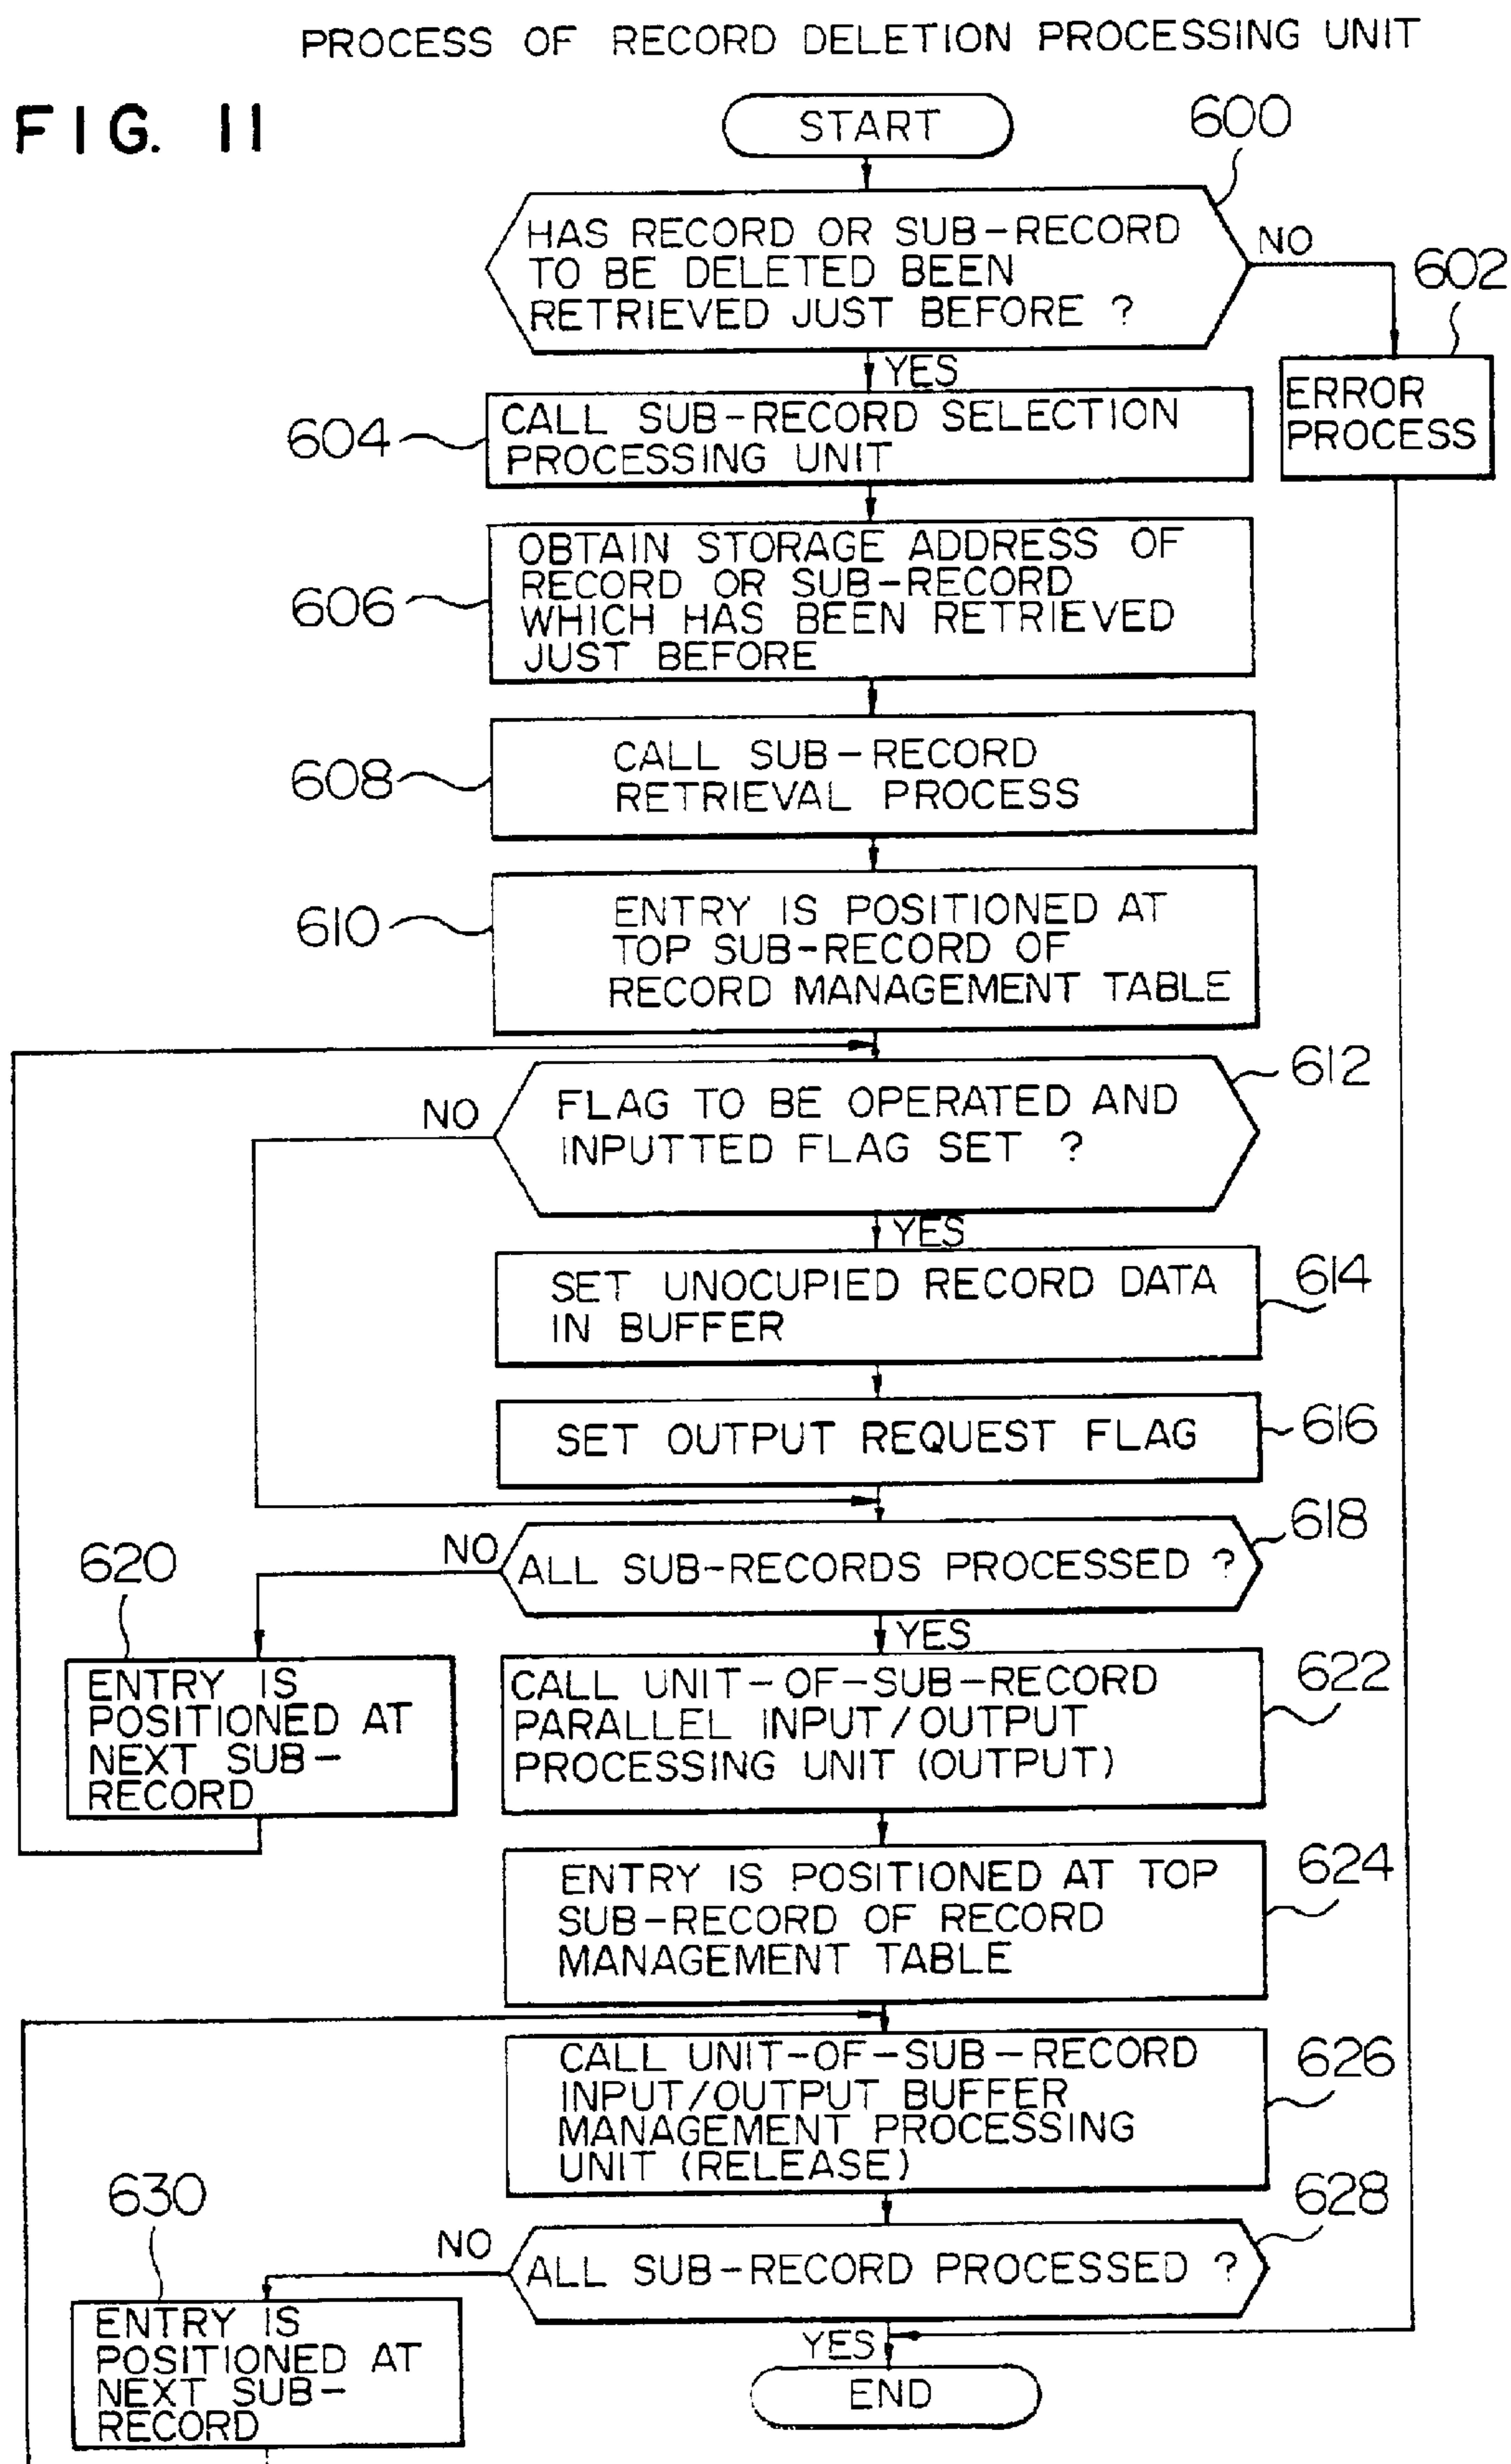 PROCESS OF RECORD DELETION PROCESSING UNIT
FIG. 11
START
600
HAS RECORD OR SUB-RECORD
TO BE DELETED BEEN
RETRIEVED JUST BEFORE ?
NO
602
ERROR
PROCESS
YES
604
CALL SUB-RECORD SELECTION
PROCESSING UNIT
606
OBTAIN STORAGE ADDRESS OF
RECORD OR SUB-RECORD
WHICH HAS BEEN RETRIEVED
JUST BEFORE
608
CALL SUB-RECORD
RETRIEVAL PROCESS
610
ENTRY IS POSITIONED AT
TOP SUB-RECORD OF
RECORD MANAGEMENT TABLE
612
NO
FLAG TO BE OPERATED AND
INPUTTED FLAG SET ?
YES
614
SET UNOCUPIED RECORD DATA
IN BUFFER
616
SET OUTPUT REQUEST FLAG
618
NO
ALL SUB-RECORDS PROCESSED ?
620
YES
ENTRY IS
POSITIONED AT
NEXT SUB-
RECORD
622
CALL UNIT-OF-SUB-RECORD
PARALLEL INPUT/OUTPUT
PROCESSING UNIT (OUTPUT)
624
ENTRY IS POSITIONED AT TOP
SUB-RECORD OF RECORD
MANAGEMENT TABLE
626
CALL UNIT-OF-SUB-RECORD
INPUT/OUTPUT BUFFER
MANAGEMENT PROCESSING
UNIT (RELEASE)
628
630
NO
ALL SUB-RECORD PROCESSED ?
ENTRY IS
POSITIONED AT
NEXT SUB-
RECORD
YES
END